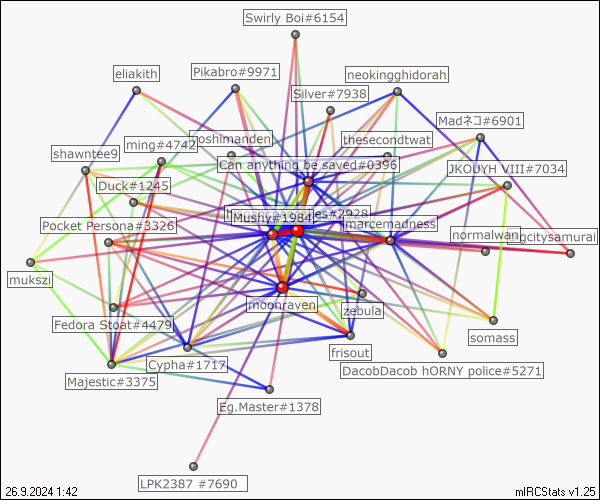 Swirly Boi#6154
eliakith
Pikabro#9971
neokingghidorah
Silver#7938
Madネコ#6901
ming#4742
oshimanden
thesecondtwat
shawntee9
Can anything be saved#0396
JKOUYH VIII#7034
Duck#1245
Mushy#1984
es#2928
Pocket Persona#3326
marcemadness
normalwan
gcitysamurai
mukszi
moonraven
zebula
Fedora Stoat#4479
somass
frisout
Cypha#1717
DacobDacob hORNY police#5271
Majestic#3375
Eg.Master#1378
LPK2387 #7690
26.9.2024 1:42
mIRCStats v1.25